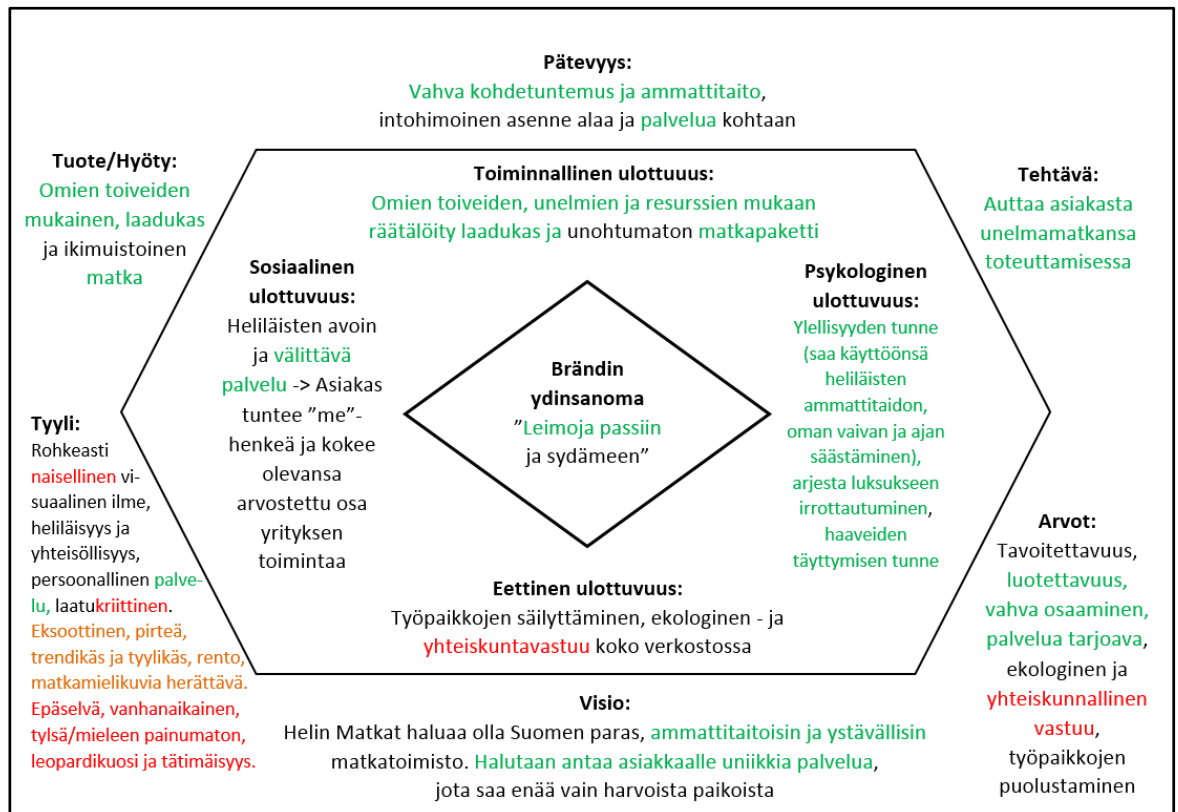 Pätevyys:
Vahva kohdetuntemus ja ammattitaito,
intohimoinen asenne alaa ja palvelua kohtaan
Tuote/Hyöty:
Omien toiveiden
mukainen, laadukas
ja ikimuistoinen
matka
Toiminnallinen ulottuuus:
Omien toiveiden, unelmien ja resurssien mukaan
räätälöity laadukas ja unohtumaton matkapaketti
Tehtävä:
Auttaa asiakasta
unelmamatkansa
toteuttamisessa
Sosiaalinen
ulottuvuus:
Heliläisten avoin
ja välittävä
palvelu -> Asiakas
tuntee ”me”-
henkeä ja kokee
olevansa
arvostettu osa
yrityksen
toimintaa
Brändin
ydinsanoma
”Leimoja passiin
ja sydämeen”
Psykologinen
ulottuvuus:
Ylellisyyden tunne
(saa käyttöönsä
heliläisten
ammattitaidon,
oman vaivan ja ajan
säästäminen),
arjesta luksukseen
irrottautuminen,
haaveiden
täyttymisen tunne
Tyyli:
Rohkeasti
naisellinen vi-
suaalinen ilme,
heliläisyys ja
yhteisöllisyys,
persoonallinen palve-
lu, laatukriittinen.
Eksoottinen, pirteä,
trendikäs ja tyylikäs, rento,
matkamielikuvia herättävä.
Epäselvä, vanhanaikainen,
tylsä/mieleen painumaton,
leopardikuosi ja tätimäisyys.
Eettinen ulottuvuus:
Työpaikkojen säilyttäminen, ekologinen - ja
yhteiskuntavastuu koko verkostossa
Arvot:
Tavoitettavuus,
luotettavuus,
vahva osaaminen,
palvelua tarjoava,
ekologinen ja
yhteiskunnallinen
vastuu,
työpaikkojen
puolustaminen
Visio:
Helin Matkat haluaa olla Suomen paras, ammattitaitoisin ja ystävällisin
matkatoimisto. Halutaan antaa asiakkaalle uniikkia palvelua,
jota saa enää vain harvoista paikoista